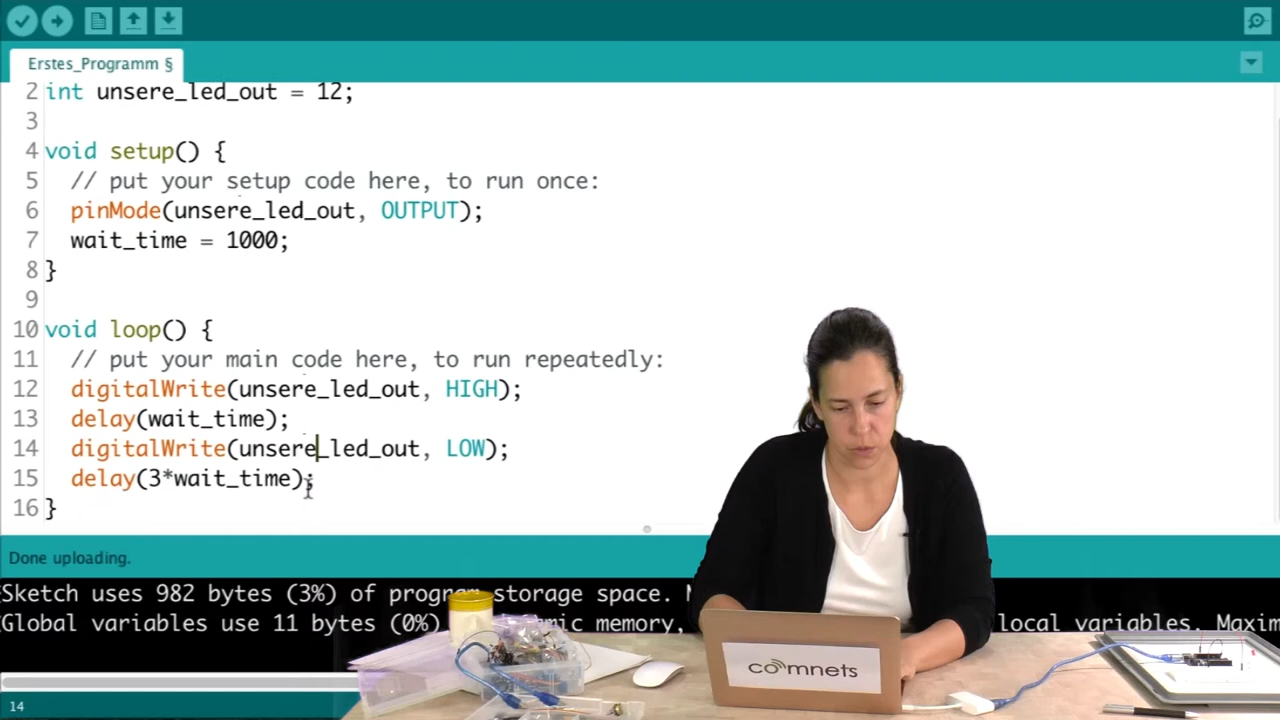 Erstes_Programm §
2 int unsere_led_out = 12;
3
4 void setup() {
5 // put your setup code here, to run once:
6 pinMode(unsere_led_out, OUTPUT);
7 wait_time = 1000;
8 }
9
10 void loop() {
11 // put your main code here, to run repeatedly:
12 digitalWrite(unsere_led_out, HIGH);
13 delay(wait_time);
14 digitalWrite(unsere_led_out, LOW);
15 delay(3*wait_time);
16 }
Done uploading.
Sketch uses 982 bytes (3%) of program storage space.
Global variables use 11 bytes (0%) memory, local variables.
comnets
14